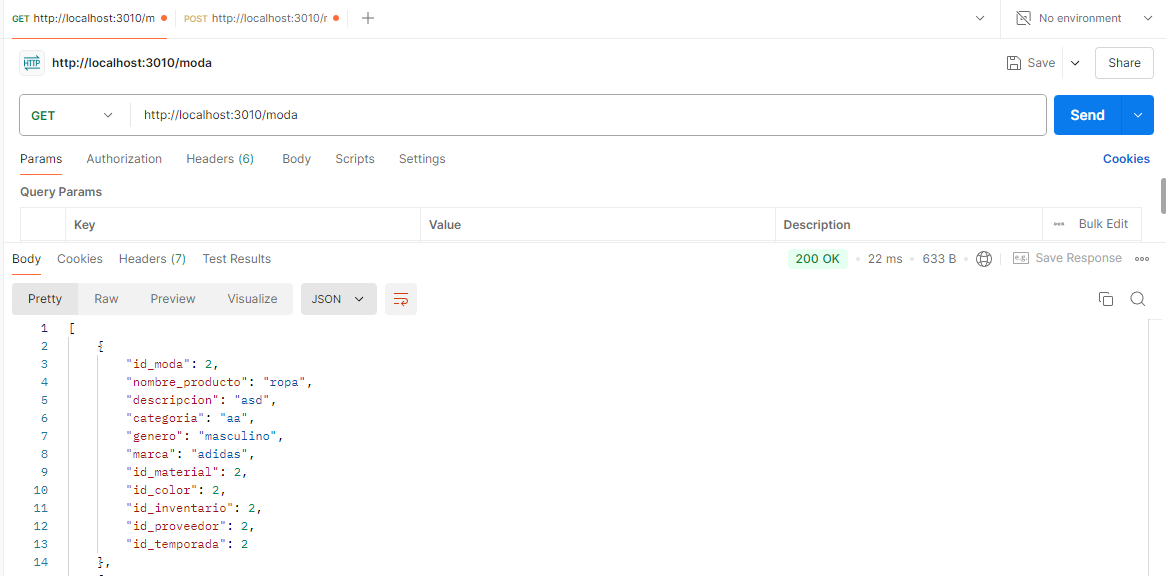 GET http://localhost:3010/m POST http://localhost:3010/r No environment
HTTP http://localhost:3010/moda Save Share
GET http://localhost:3010/moda Send
Params Authorization Headers (6) Body Scripts Settings Cookies
Query Params
Key Value Description Bulk Edit
Body Cookies Headers (7) Test Results 200 OK 22 ms 633 B e.g. Save Response
Pretty Raw Preview Visualize JSON
1 [
2 {
3 "id_moda": 2,
4 "nombre_producto": "ropa",
5 "descripcion": "asd",
6 "categoria": "aa",
7 "genero": "masculino",
8 "marca": "adidas",
9 "id_material": 2,
10 "id_color": 2,
11 "id_inventario": 2,
12 "id_proveedor": 2,
13 "id_temporada": 2
14 },